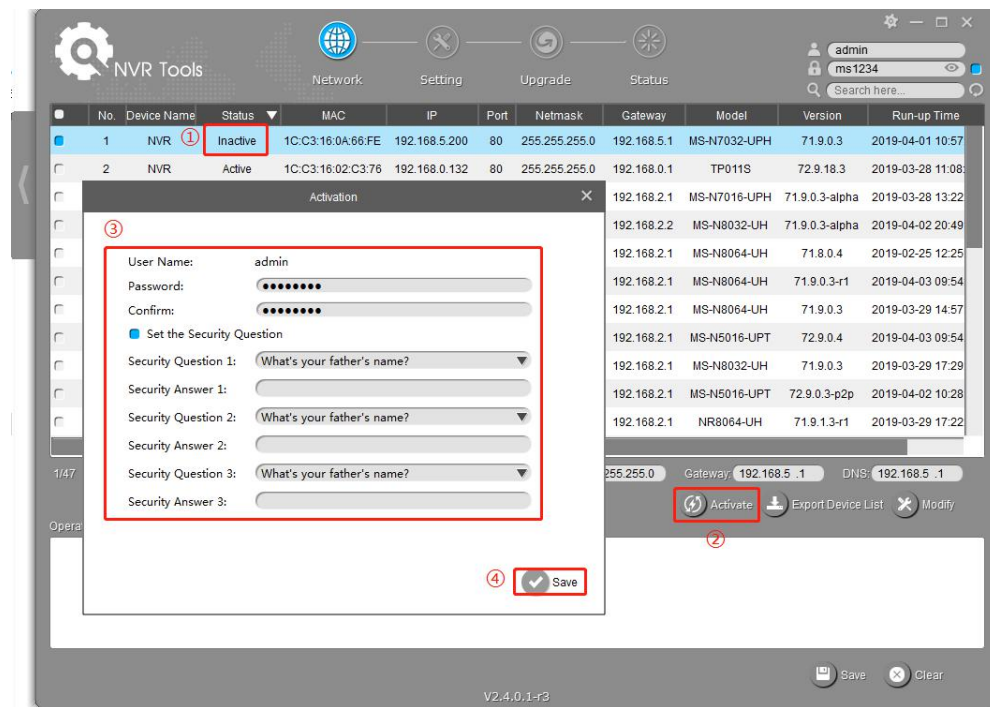 NVR Tools
Network
Setting
Upgrade
Status
admin
ms1234
Search here...
No. Device Name Status MAC IP Port Netmask Gateway Model Version Run-up Time
1 NVR ① Inactive 1C:C3:16:0A:66:FE 192.168.5.200 80 255.255.255.0 192.168.5.1 MS-N7032-UPH 71.9.0.3 2019-04-01 10:57
2 NVR Active 1C:C3:16:02:C3:76 192.168.0.132 80 255.255.255.0 192.168.0.1 TP011S 72.9.18.3 2019-03-28 11:08:
192.168.2.1 MS-N7016-UPH 71.9.0.3-alpha 2019-03-28 13:22
192.168.2.2 MS-N8032-UH 71.9.0.3-alpha 2019-04-02 20:49
192.168.2.1 MS-N8064-UH 71.8.0.4 2019-02-25 12:25
192.168.2.1 MS-N8064-UH 71.9.0.3-r1 2019-04-03 09:54
192.168.2.1 MS-N8064-UH 71.9.0.3 2019-03-29 14:57
192.168.2.1 MS-N5016-UPT 72.9.0.4 2019-04-03 09:54
192.168.2.1 MS-N8032-UH 71.9.0.3 2019-03-29 17:29
192.168.2.1 MS-N5016-UPT 72.9.0.3-p2p 2019-04-02 10:28
192.168.2.1 NR8064-UH 71.9.1.3-r1 2019-03-29 17:22
Activation
③
User Name: admin
Password: ●●●●●●●●
Confirm: ●●●●●●●●
Set the Security Question
Security Question 1: What's your father's name?
Security Answer 1:
Security Question 2: What's your father's name?
Security Answer 2:
Security Question 3: What's your father's name?
Security Answer 3:
④ Save
1/47 255.255.0 Gateway: 192.168.5 .1 DNS: 192.168.5 .1
Activate Export Device List Modify
②
Opera
Save Clear
V2.4.0.1-r3